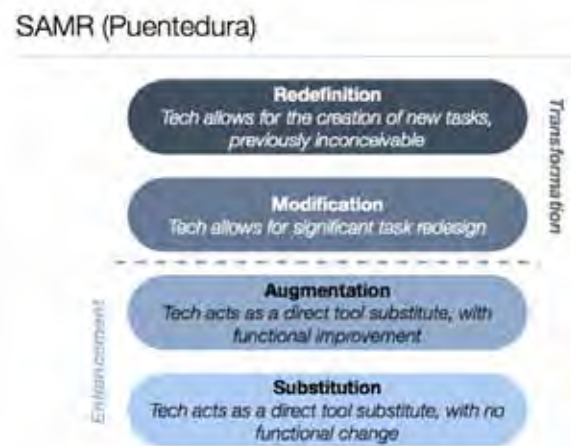 SAMR (Puentedura)
Redefinition
Tech allows for the creation of new tasks,
previously inconceivable
Transformation
Modification
Tech allows for significant task redesign
Augmentation
Tech acts as a direct tool substitute, with
functional improvement
Enhancement
Substitution
Tech acts as a direct tool substitute, with no
functional change